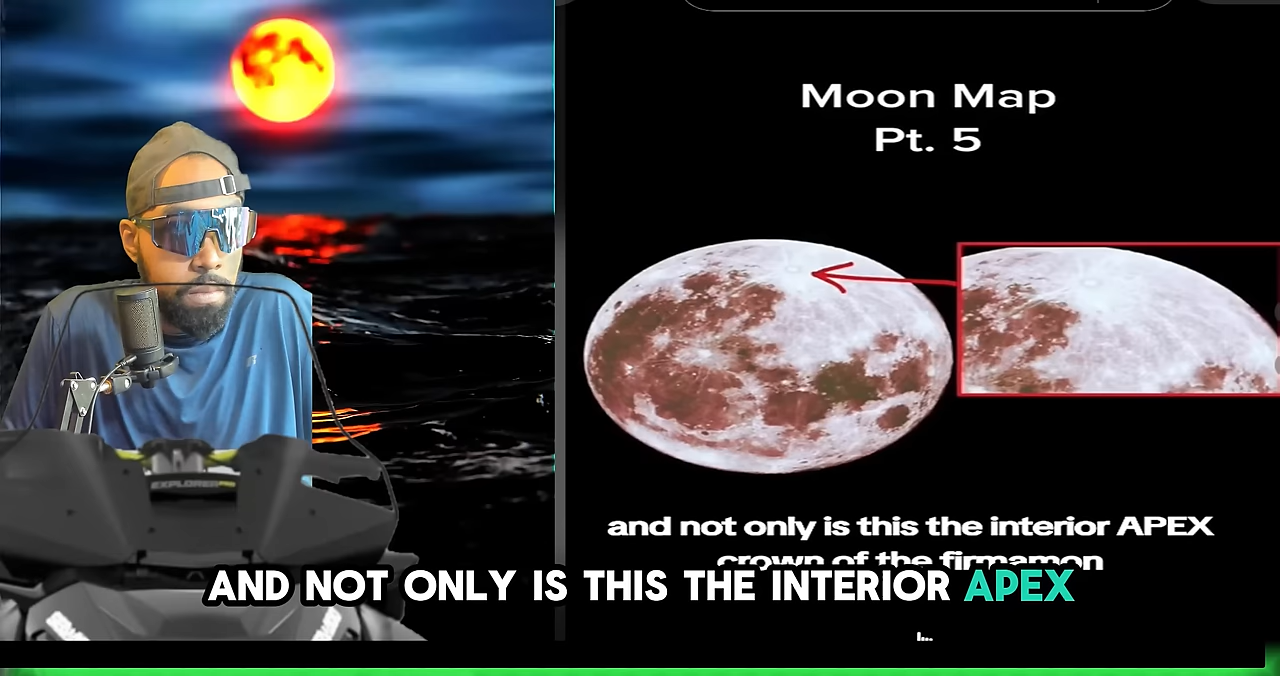 Moon Map
Pt. 5
and not only is this the interior APEX
crown of the firmamon
AND NOT ONLY IS THIS THE INTERIOR APEX
EXPLORER